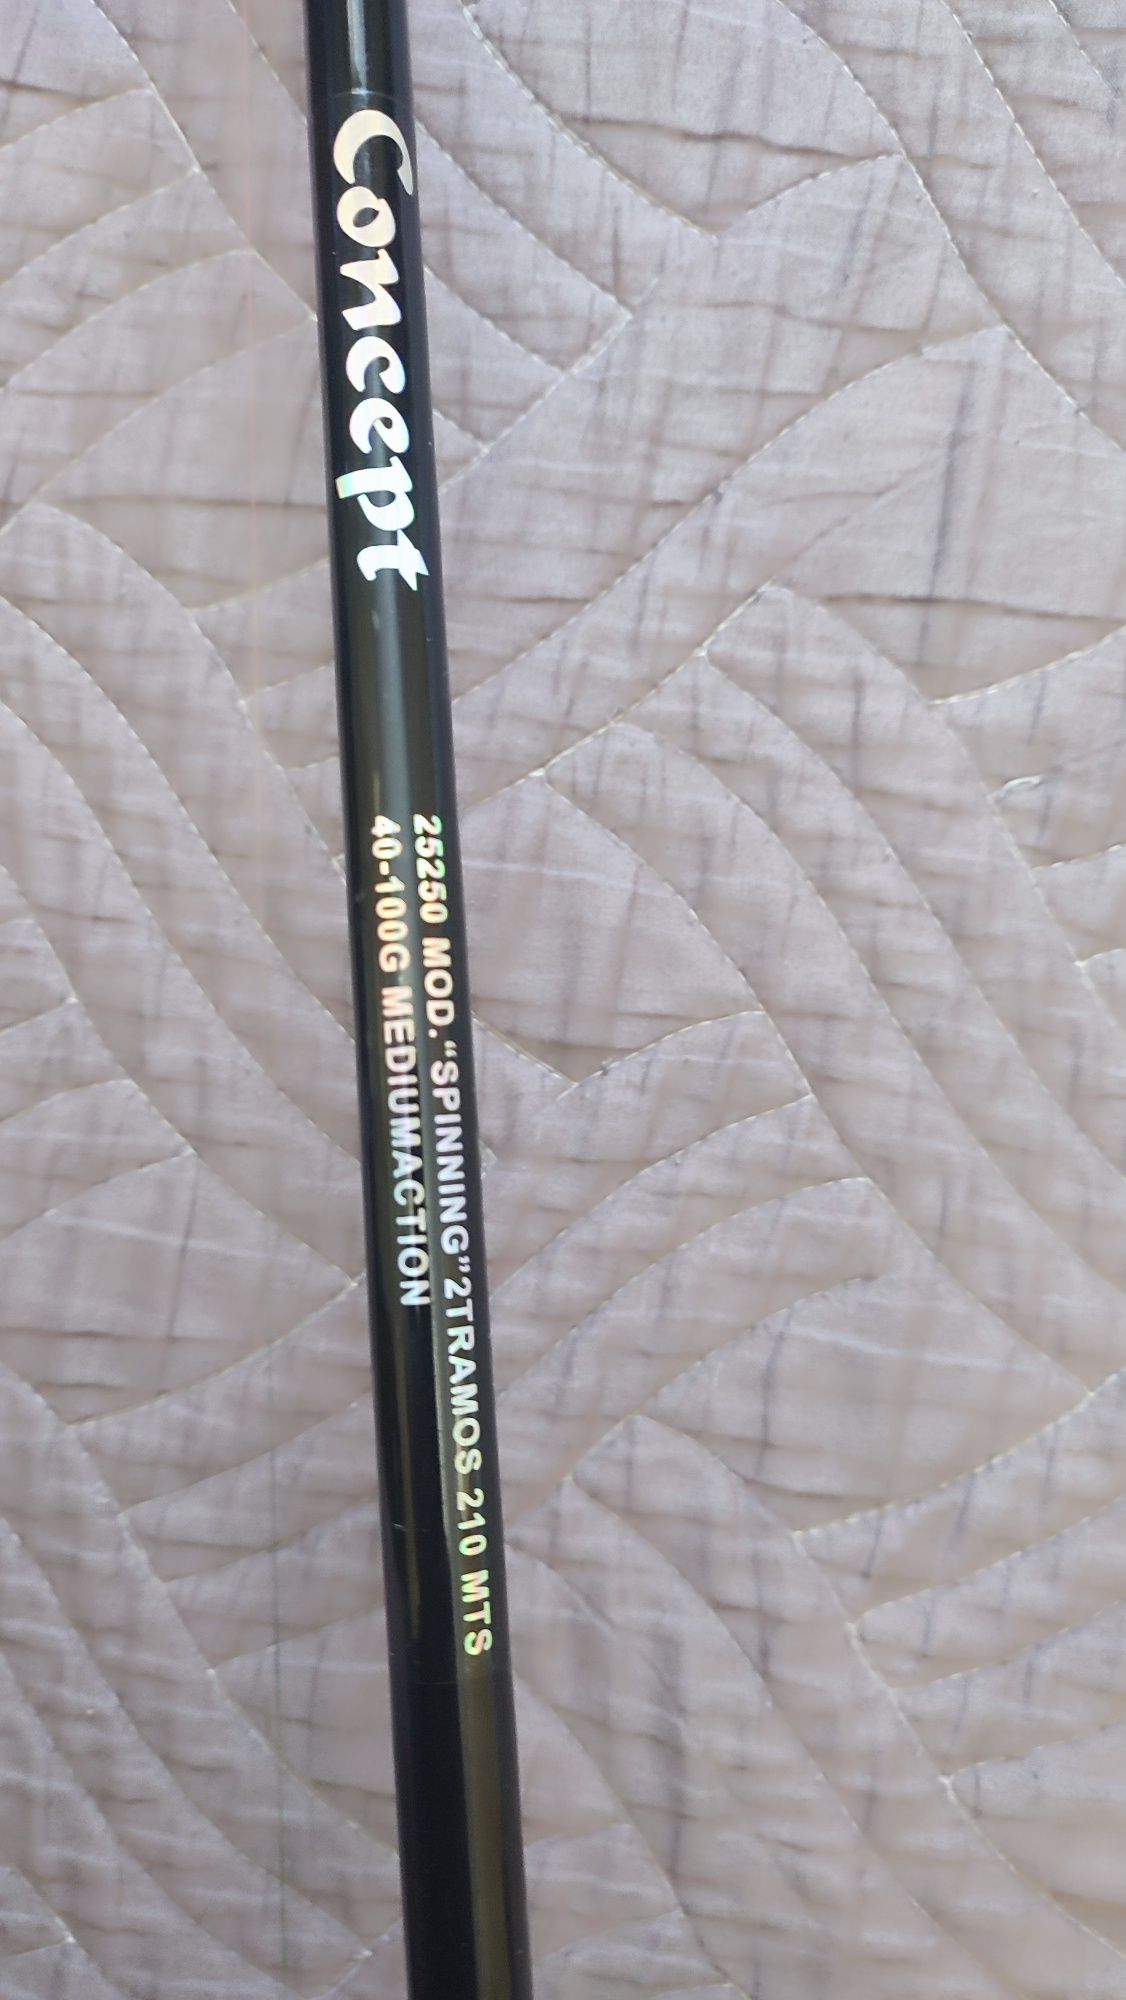 Concept
25250 MOD. “SPINNING” 2TRAMOS 210 MTS
40-100G MEDIUMACTION